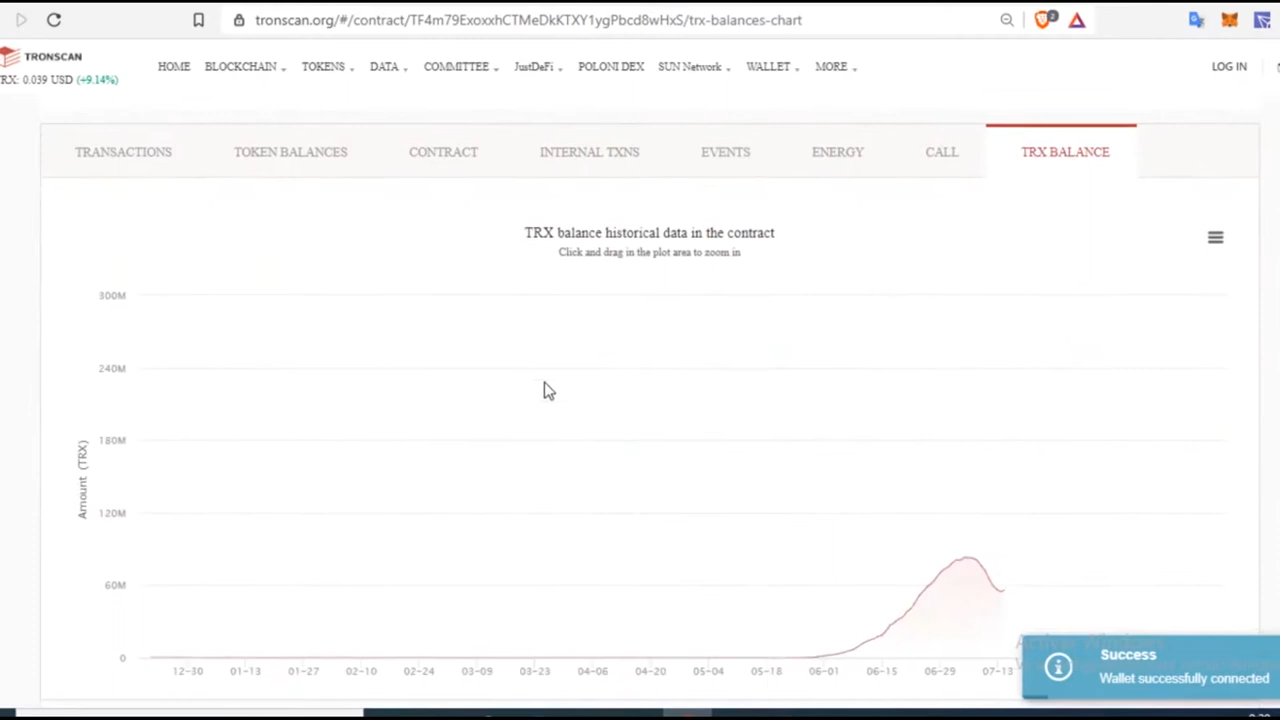 tronscan.org/#/contract/TF4m79ExoxxhCTMeDkKTXY1ygPbcd8wHxS/trx-balances-chart
2
TRONSCAN
RX: 0.039 USD (+9.14%)
HOME BLOCKCHAIN TOKENS DATA COMMITTEE JustDeFi POLONI DEX SUN Network WALLET MORE LOG IN
TRANSACTIONS TOKEN BALANCES CONTRACT INTERNAL TXNS EVENTS ENERGY CALL TRX BALANCE
TRX balance historical data in the contract
Click and drag in the plot area to zoom in
300M
240M
180M
120M
60M
0
Amount (TRX)
12-30 01-13 01-27 02-10 02-24 03-09 03-23 04-06 04-20 05-04 05-18 06-01 06-15 06-29 07-13
Activer Windows
Success
Wallet successfully connected